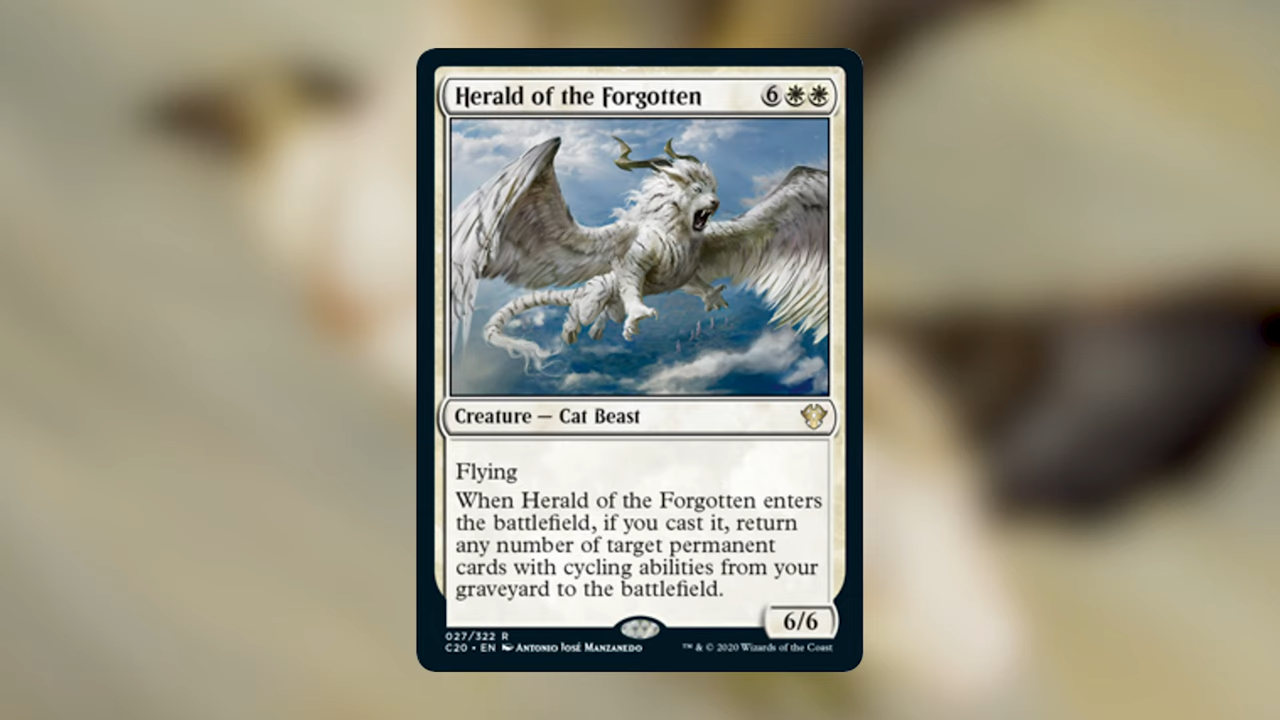 Herald of the Forgotten 6
Creature — Cat Beast
Flying
When Herald of the Forgotten enters
the battlefield, if you cast it, return
any number of target permanent
cards with cycling abilities from your
graveyard to the battlefield.
6/6
027/322 R
C20 • EN Antonio José Manzanedo ™ & © 2020 Wizards of the Coast